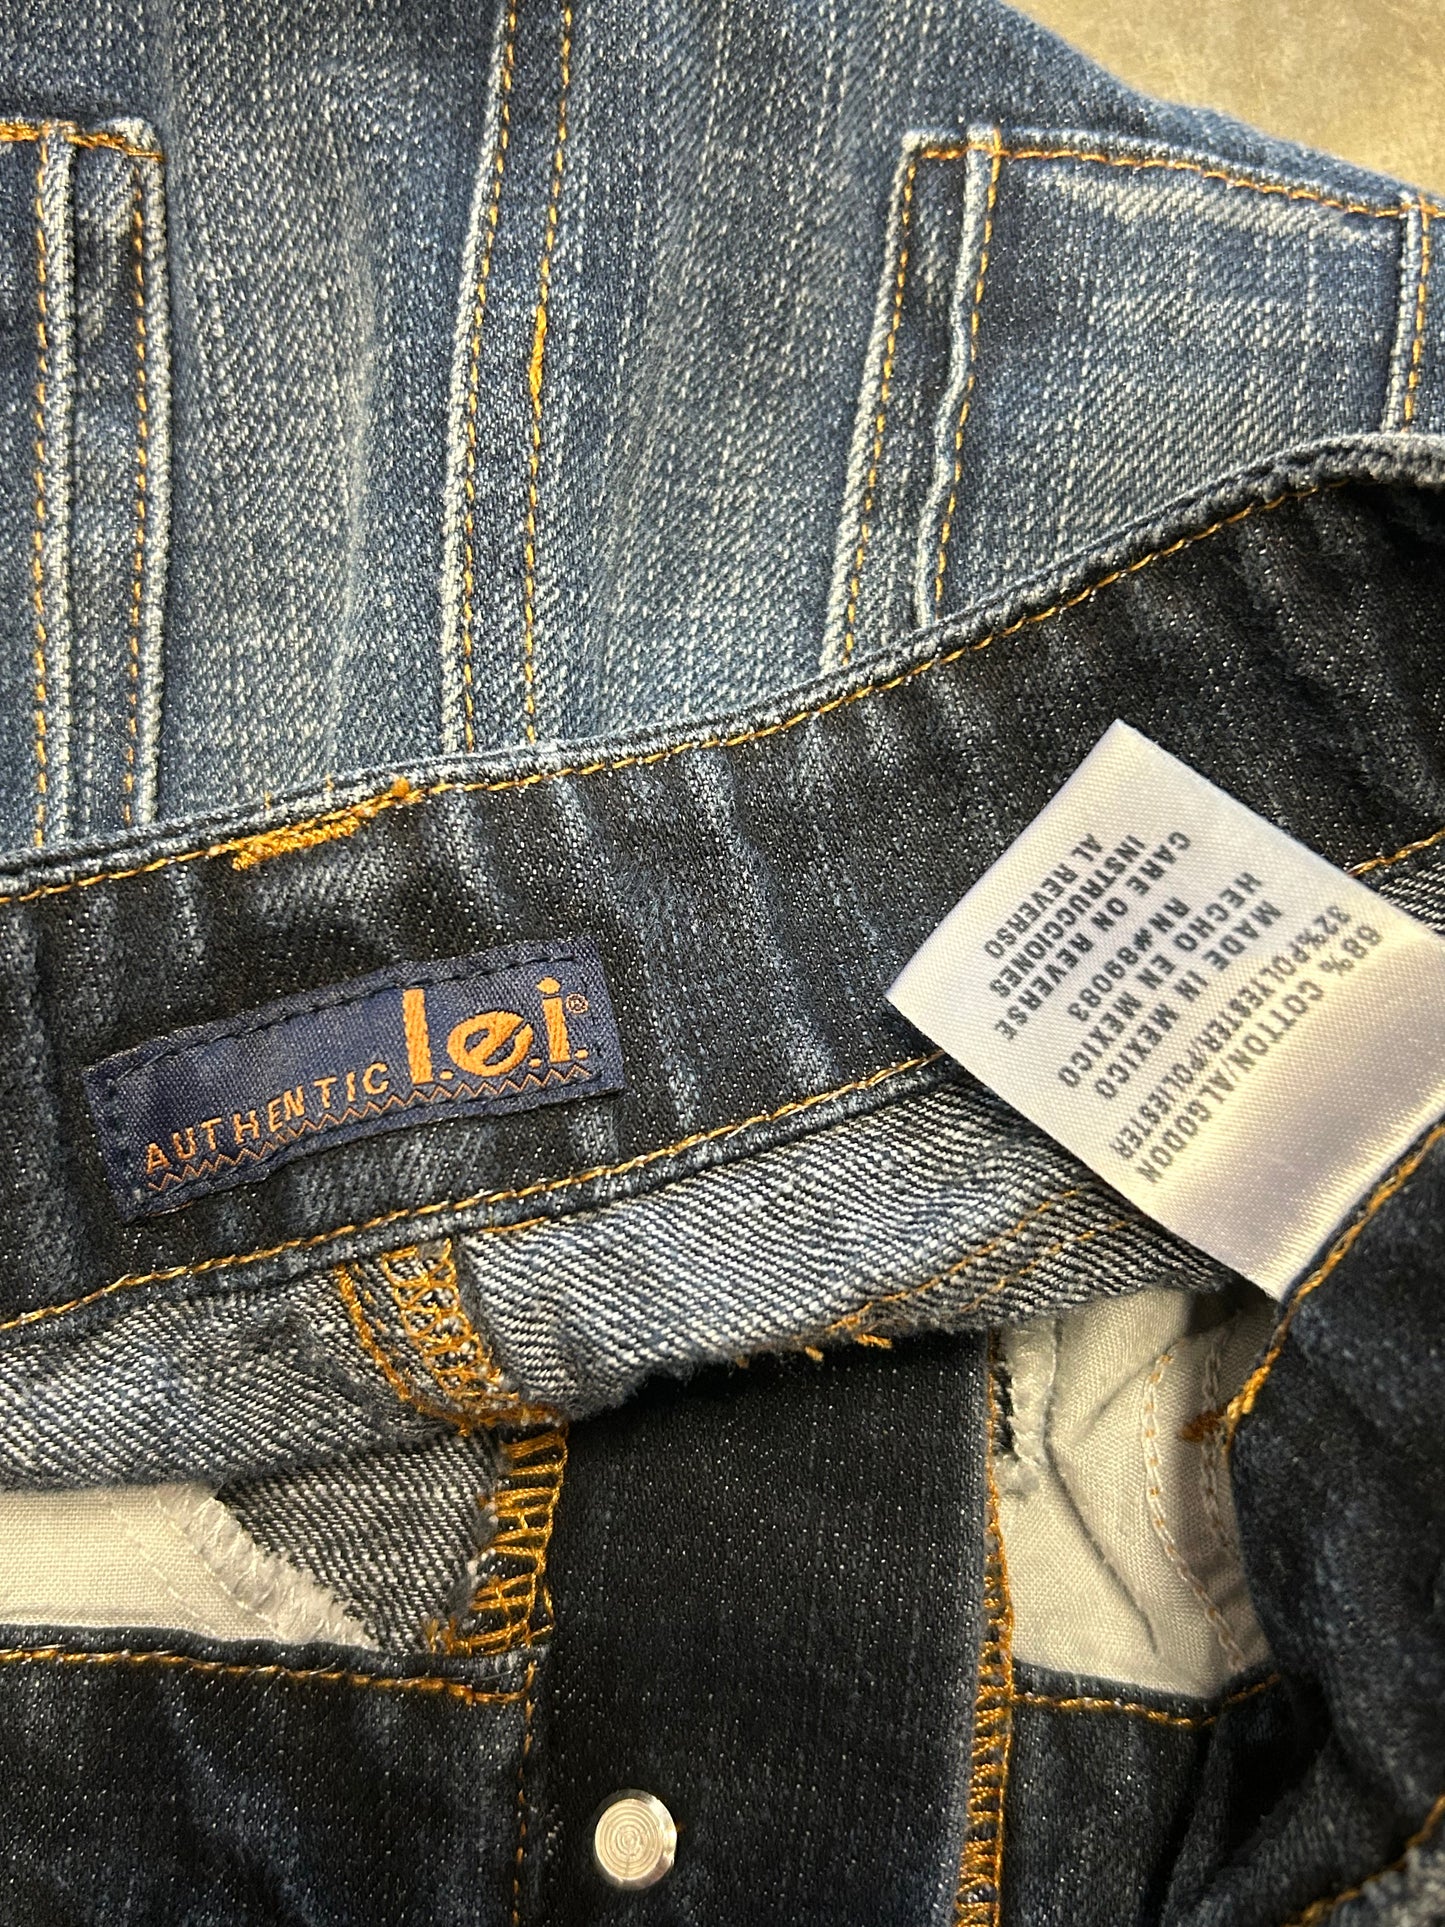 AUTHENTIC l.e.i.®
68% COTTON/ALGODON
32% POLYESTER/POLIESTER
MADE IN MEXICO
HECHO EN MEXICO
RN#89083
CARE ON REVERSE
INSTRUCCIONES
AL REVERSO